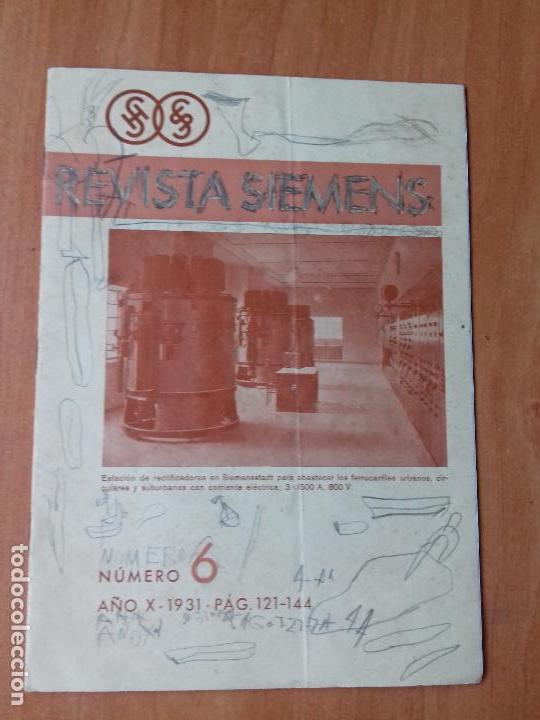 REVISTA SIEMENS
Estación de rectificadores en Siemensstadt para abastecer los ferrocarriles urbanos, cir-
culares y suburbanos con corriente eléctrica; 3 · 1500 A, 800 V.
NUMERO
NÚMERO 6
AÑO X - 1931 - PÁG. 121-144
todocoleccion